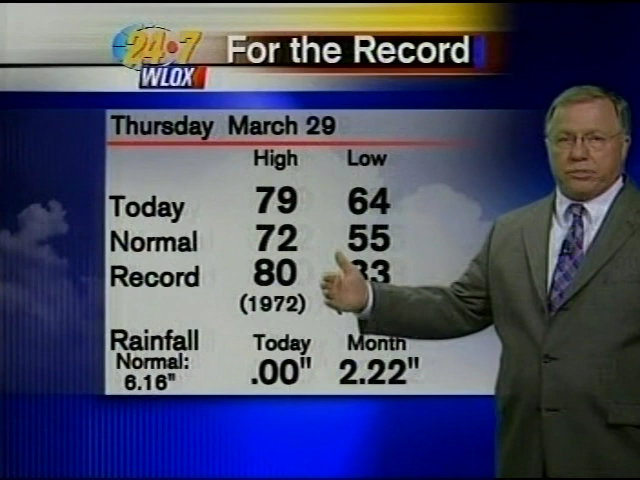 24•7
WLOX
For the Record
Thursday March 29
High Low
Today 79 64
Normal 72 55
Record 80 33
(1972)
Rainfall Today Month
Normal: .00" 2.22"
6.16"